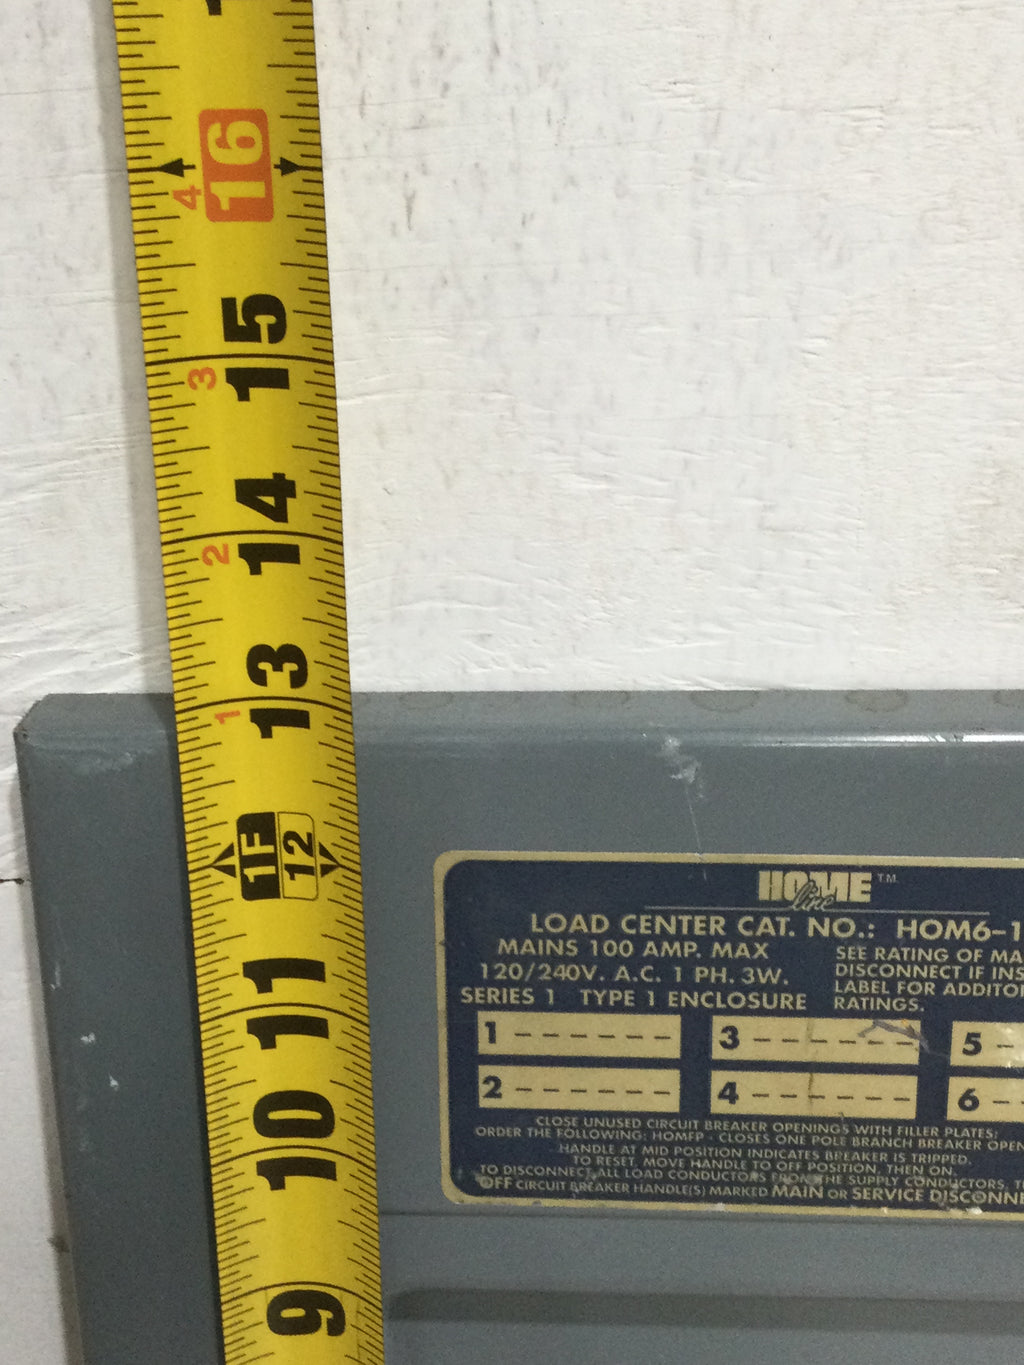 16
4
15
3
14
2
13
1
1F 12
11
10
9
HOME
line
TM
LOAD CENTER CAT. NO.: HOM6-1
MAINS 100 AMP. MAX
120/240V. A.C. 1 PH. 3W.
SERIES 1 TYPE 1 ENCLOSURE
SEE RATING OF MA
DISCONNECT IF INS
LABEL FOR ADDITO
RATINGS.
1 ------ 3 ------ 5 -
2 ------ 4 ------ 6 --
CLOSE UNUSED CIRCUIT BREAKER OPENINGS WITH FILLER PLATES;
ORDER THE FOLLOWING: HOMFP - CLOSES ONE POLE BRANCH BREAKER OPEN
HANDLE AT MID POSITION INDICATES BREAKER IS TRIPPED.
TO RESET, MOVE HANDLE TO OFF POSITION, THEN ON.
TO DISCONNECT ALL LOAD CONDUCTORS FROM THE SUPPLY CONDUCTORS, T
OFF CIRCUIT BREAKER HANDLE(S) MARKED MAIN OR SERVICE DISCONNE